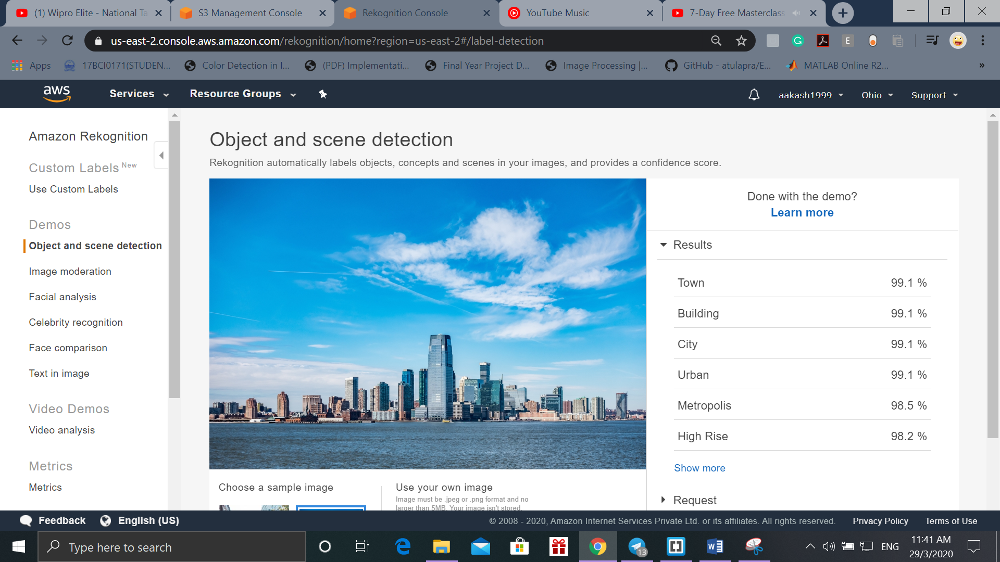 (1) Wipro Elite - National Ta
S3 Management Console
Rekognition Console
YouTube Music
7-Day Free Masterclass
us-east-2.console.aws.amazon.com/rekognition/home?region=us-east-2#/label-detection
Apps
17BCI0171(STUDEN...
Color Detection in I...
(PDF) Implementati...
Final Year Project D...
Image Processing |...
GitHub - atulapra/E...
MATLAB Online R2...
»
aws
Services
Resource Groups
aakash1999
Ohio
Support
Amazon Rekognition
Custom Labels New
Use Custom Labels
Demos
Object and scene detection
Image moderation
Facial analysis
Celebrity recognition
Face comparison
Text in image
Video Demos
Video analysis
Metrics
Metrics
Object and scene detection
Rekognition automatically labels objects, concepts and scenes in your images, and provides a confidence score.
Choose a sample image
Use your own image
Image must be .jpeg or .png format and no
larger than 5MB. Your image isn't stored.
Done with the demo?
Learn more
Results
Town 99.1 %
Building 99.1 %
City 99.1 %
Urban 99.1 %
Metropolis 98.5 %
High Rise 98.2 %
Show more
Request
Feedback
English (US)
© 2008 - 2020, Amazon Internet Services Private Ltd. or its affiliates. All rights reserved.
Privacy Policy
Terms of Use
Type here to search
13
ENG
11:41 AM
29/3/2020